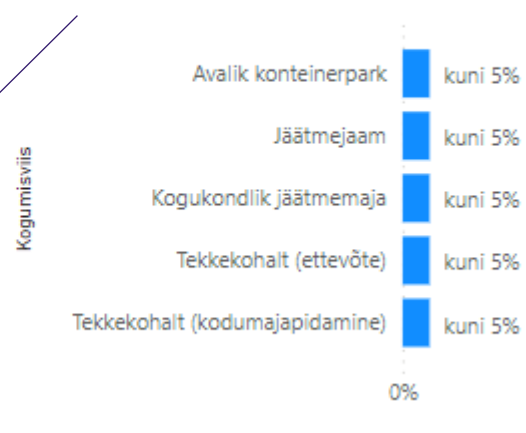 Kogumisviis
Avalik konteinerpark kuni 5%
Jäätmejaam kuni 5%
Kogukondlik jäätmemaja kuni 5%
Tekkekohalt (ettevõte) kuni 5%
Tekkekohalt (kodumajapidamine) kuni 5%
0%